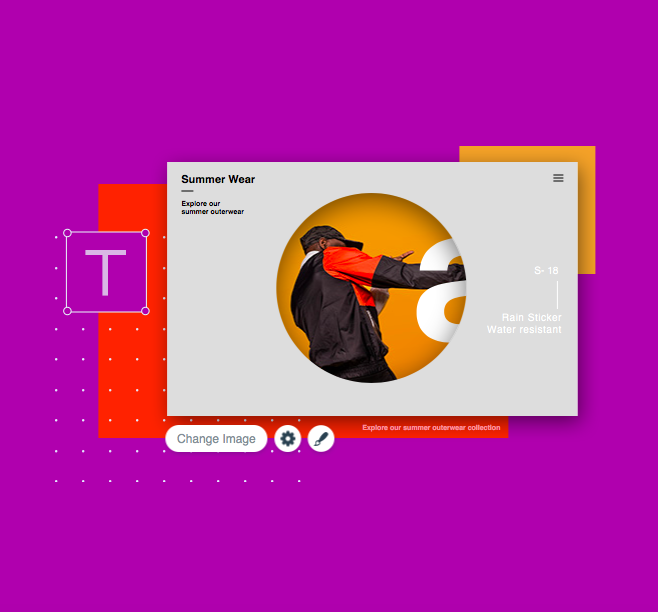 Summer Wear
Explore our
summer outerwear
T
a
S- 18
Rain Sticker
Water resistant
Explore our summer outerwear collection
Change Image